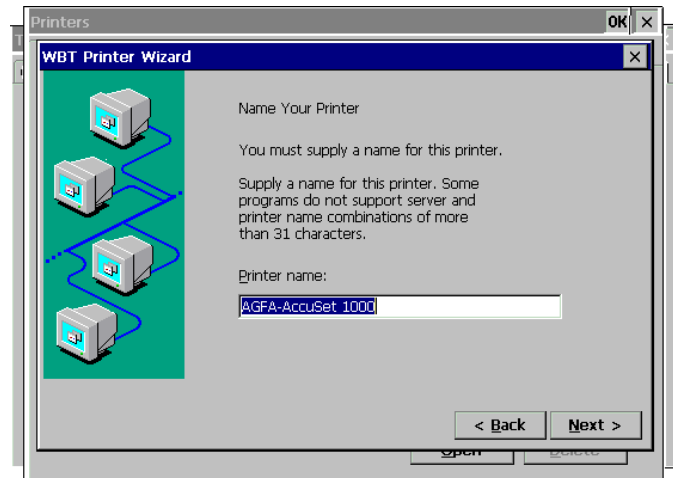 Printers OK
WBT Printer Wizard
Name Your Printer
You must supply a name for this printer.
Supply a name for this printer. Some
programs do not support server and
printer name combinations of more
than 31 characters.
Printer name:
AGFA-AccuSet 1000
< Back Next >
Open Delete